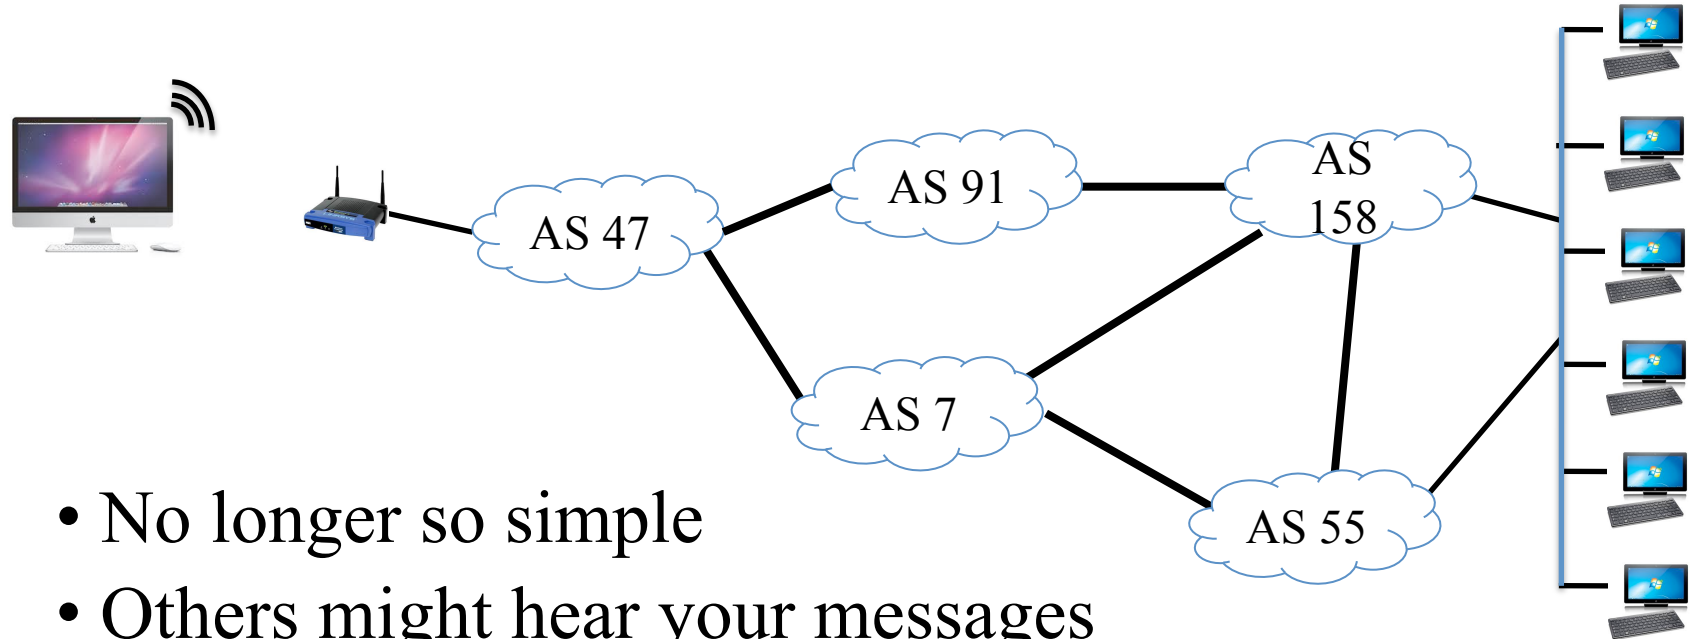 AS 47
AS 91
AS
158
AS 7
AS 55
• No longer so simple
• Others might hear your messages